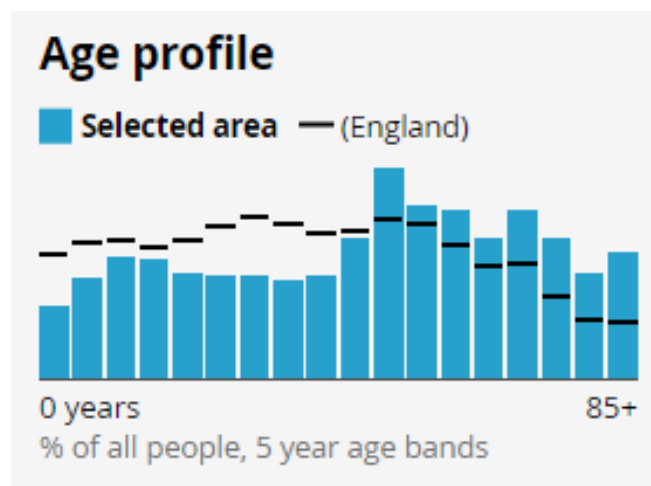 Age profile
Selected area (England)
0 years 85+
% of all people, 5 year age bands